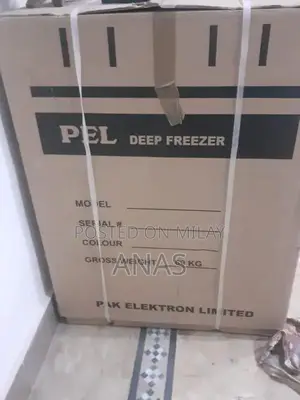 PEL DEEP FREEZER
MODEL
SERIAL #
POSTED ON MILAY
COLOUR
ANAS
GROSS WEIGHT KG
PAK ELEKTRON LIMITED